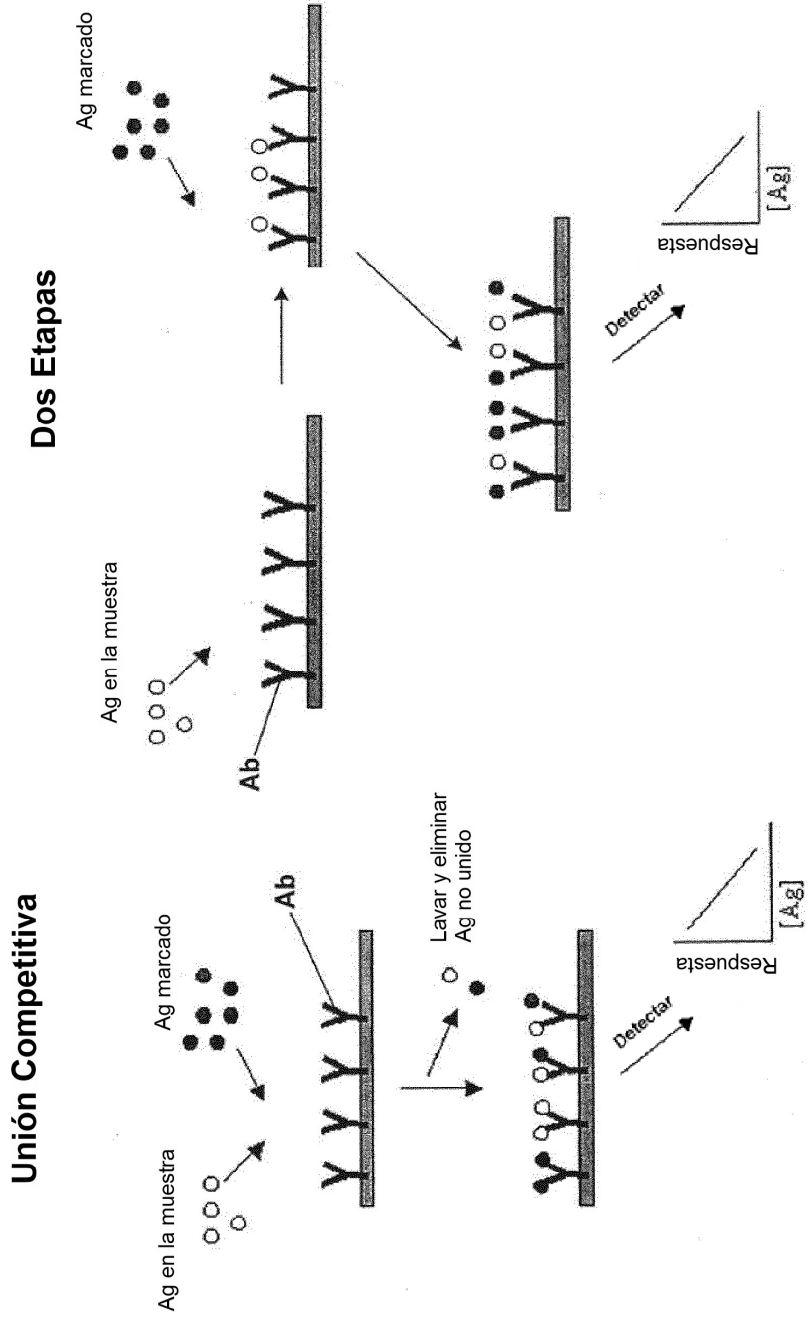 Unión Competitiva
Ag en la muestra
Ag marcado
Ab
Lavar y eliminar
Ag no unido
Detectar
Respuesta
[Ag]
Dos Etapas
Ag en la muestra
Ab
Ag marcado
Detectar
Respuesta
[Ag]